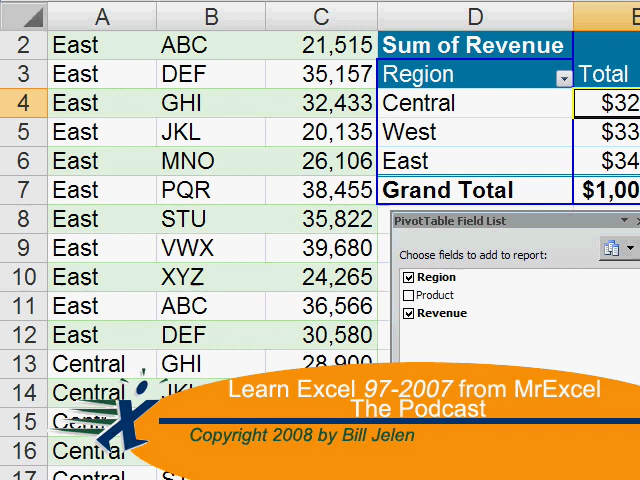 A B C D E
2 East ABC 21,515 Sum of Revenue
3 East DEF 35,157 Region Total
4 East GHI 32,433 Central $32
5 East JKL 20,135 West $33
6 East MNO 26,106 East $34
7 East PQR 38,455 Grand Total $1,00
8 East STU 35,822
PivotTable Field List
9 East VWX 39,680
Choose fields to add to report:
10 East XYZ 24,265
Region
Product
11 East ABC 36,566
Revenue
12 East DEF 30,580
13 Central GHI 28,900
14 Central
15 Central
16 Central
17 Central
Learn Excel 97-2007 from MrExcel
The Podcast
Copyright 2008 by Bill Jelen